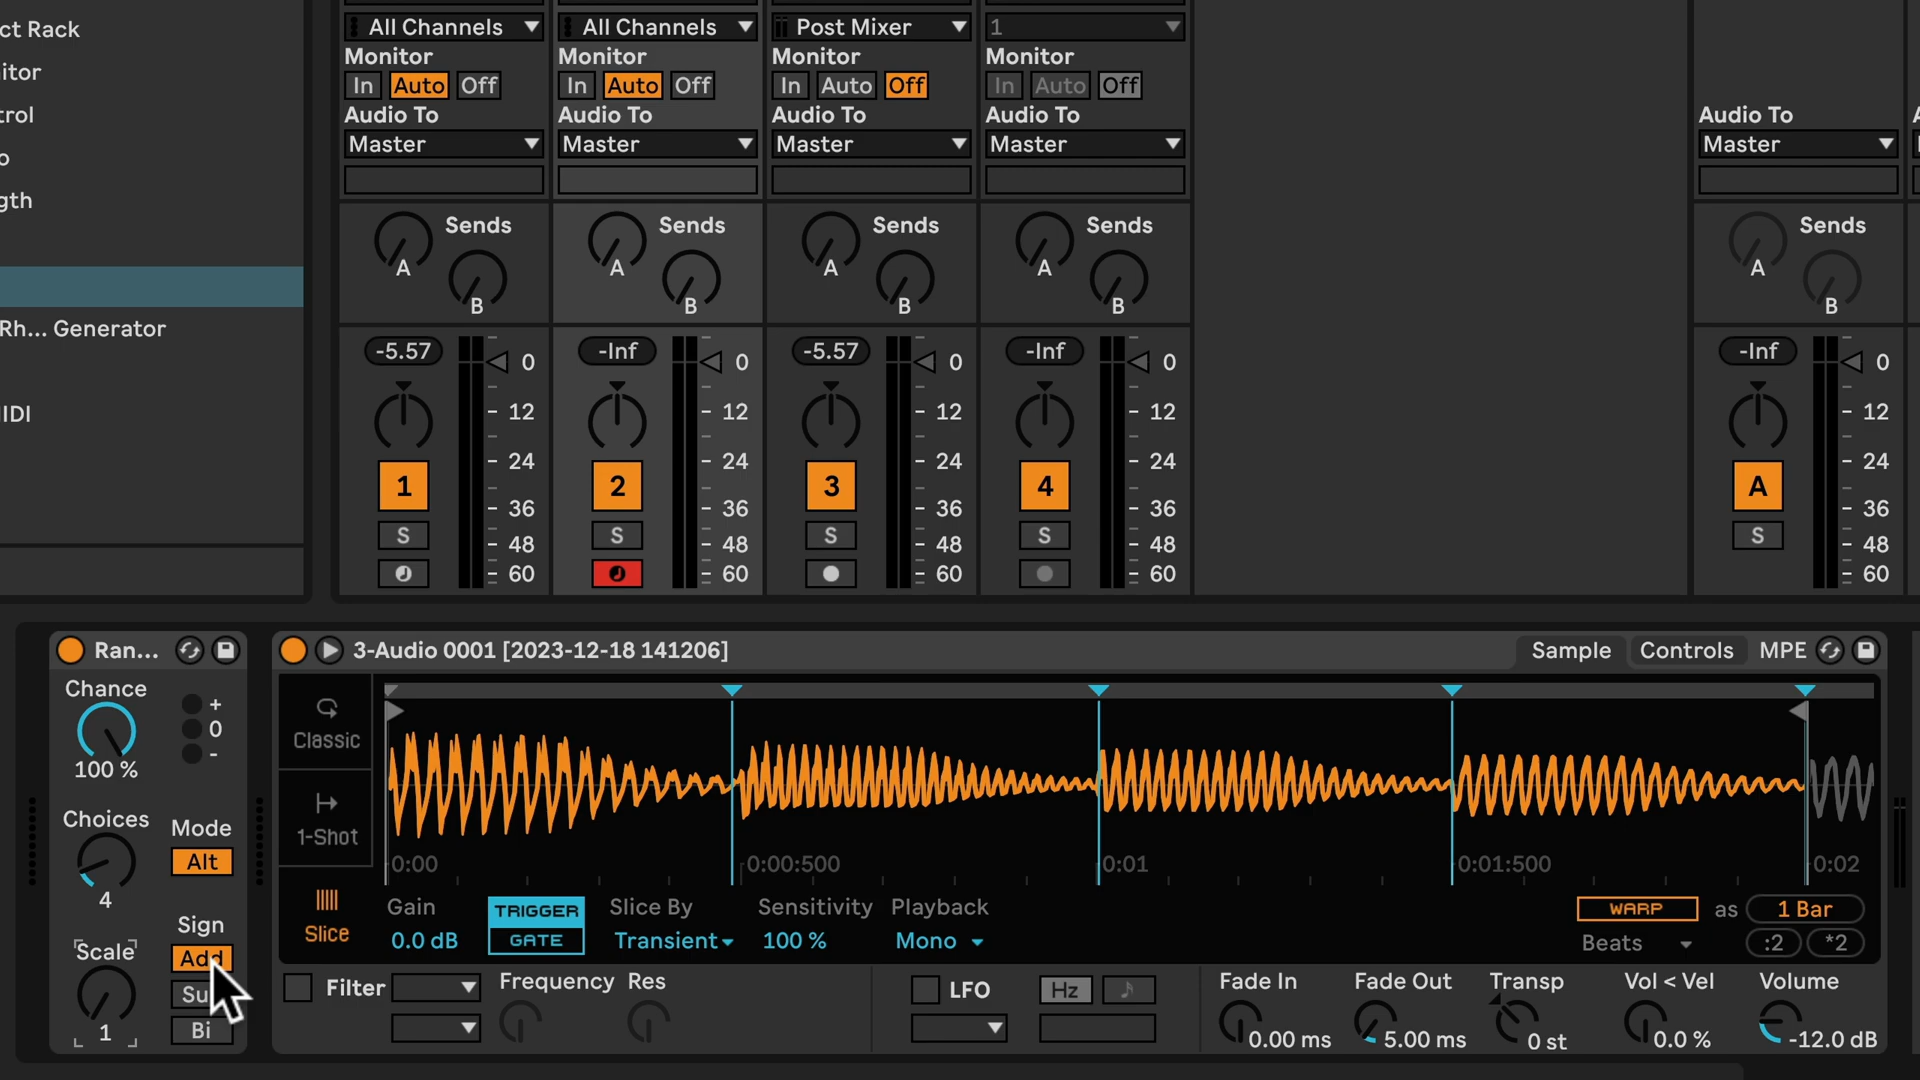 ct Rack
itor
trol
o
gth
Rh... Generator
IDI
All Channels
Monitor
In Auto Off
Audio To
Master
Sends
A
B
-5.57
0
12
24
36
48
60
1
S
All Channels
Monitor
In Auto Off
Audio To
Master
Sends
A
B
-Inf
0
12
24
36
48
60
2
S
Post Mixer
Monitor
In Auto Off
Audio To
Master
Sends
A
B
-5.57
0
12
24
36
48
60
3
S
1
Monitor
In Auto Off
Audio To
Master
Sends
A
B
-Inf
0
12
24
36
48
60
4
S
Audio To
Master
Sends
A
B
-Inf
0
12
24
36
48
60
A
S
Ran...
Chance
100 %
+
0
-
Choices
4
Mode
Alt
Sign
Add
Su
Bi
Scale
1
3-Audio 0001 [2023-12-18 141206]
Sample Controls MPE
Classic
1-Shot
Slice
0:00 0:00:500 0:01 0:01:500 0:02
Gain
0.0 dB
TRIGGER
GATE
Slice By
Transient
Sensitivity
100 %
Playback
Mono
WARP as 1 Bar
Beats :2 *2
Filter
Frequency Res
LFO Hz
Fade In
0.00 ms
Fade Out
5.00 ms
Transp
0 st
Vol < Vel
0.0 %
Volume
-12.0 dB